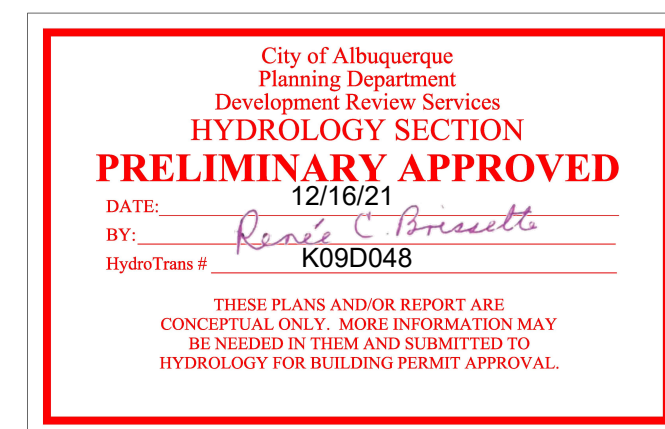 City of Albuquerque
Planning Department
Development Review Services
HYDROLOGY SECTION
PRELIMINARY APPROVED
DATE: 12/16/21
BY: Renée C. Brissette
HydroTrans # K09D048
THESE PLANS AND/OR REPORT ARE
CONCEPTUAL ONLY. MORE INFORMATION MAY
BE NEEDED IN THEM AND SUBMITTED TO
HYDROLOGY FOR BUILDING PERMIT APPROVAL.